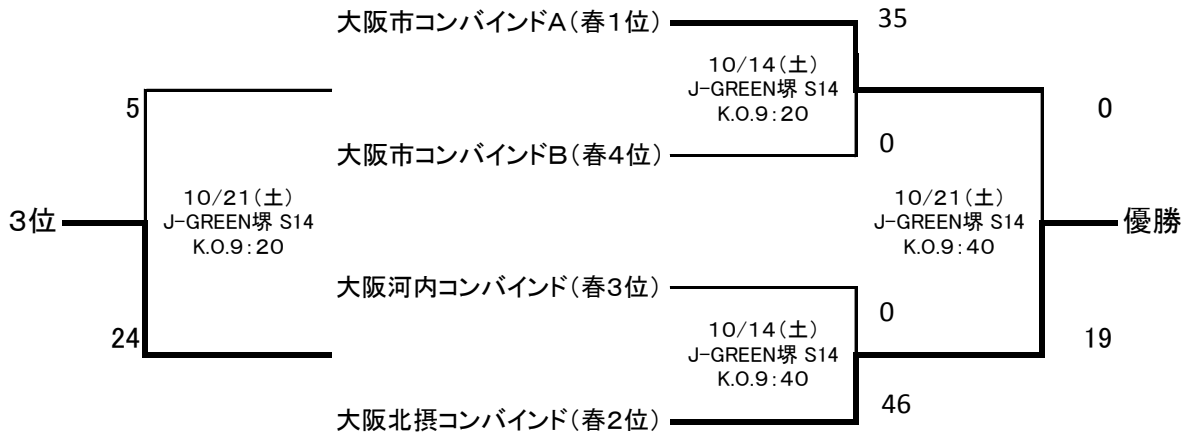 大阪市コンバインドA(春1位)
35
10/14(土)
J-GREEN堺 S14
K.O.9:20
5
0
大阪市コンバインドB(春4位)
0
10/21(土)
J-GREEN堺 S14
K.O.9:20
10/21(土)
J-GREEN堺 S14
K.O.9:40
3位
優勝
大阪河内コンバインド(春3位)
0
10/14(土)
J-GREEN堺 S14
K.O.9:40
24
19
大阪北摂コンバインド(春2位)
46